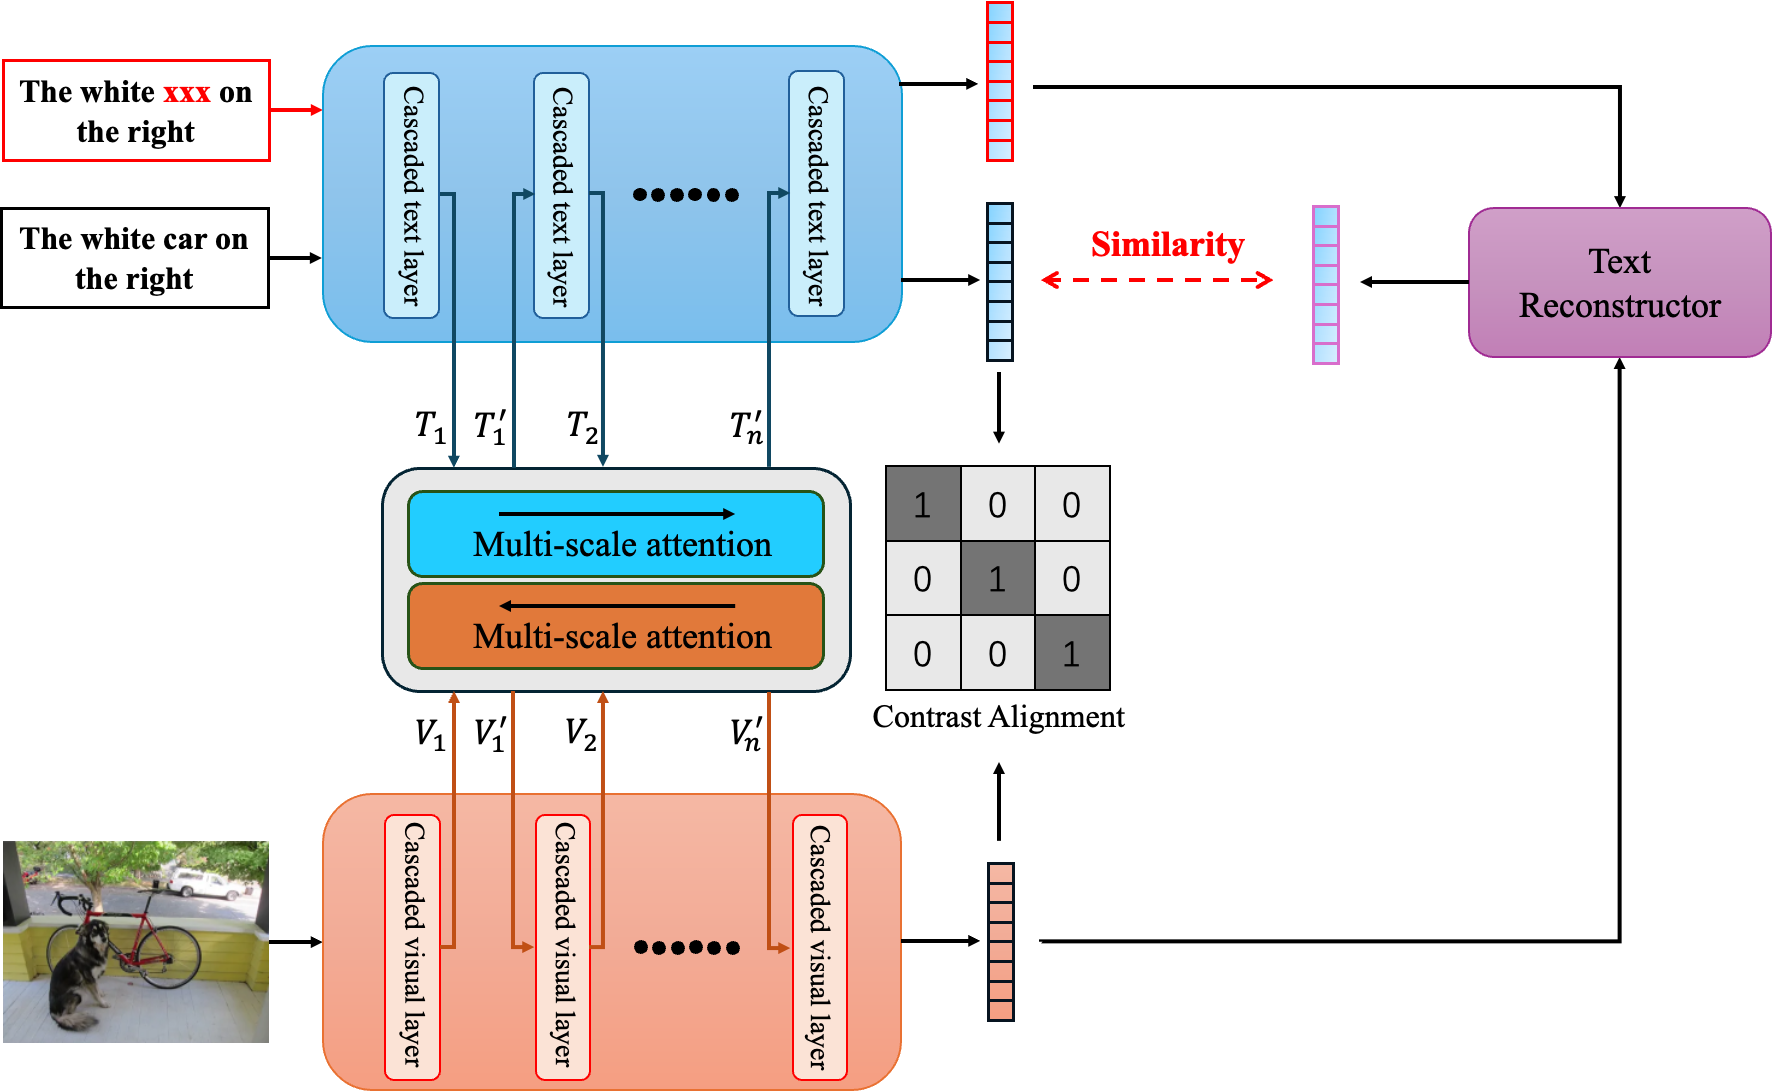 The white xxx on
the right
The white car on
the right
Cascaded text layer
Cascaded text layer
Cascaded text layer
Similarity
Text
Reconstructor
T₁
T₁′
T₂
Tₙ′
Multi-scale attention
Multi-scale attention
1 0 0
0 1 0
0 0 1
Contrast Alignment
V₁
V₁′
V₂
Vₙ′
Cascaded visual layer
Cascaded visual layer
Cascaded visual layer